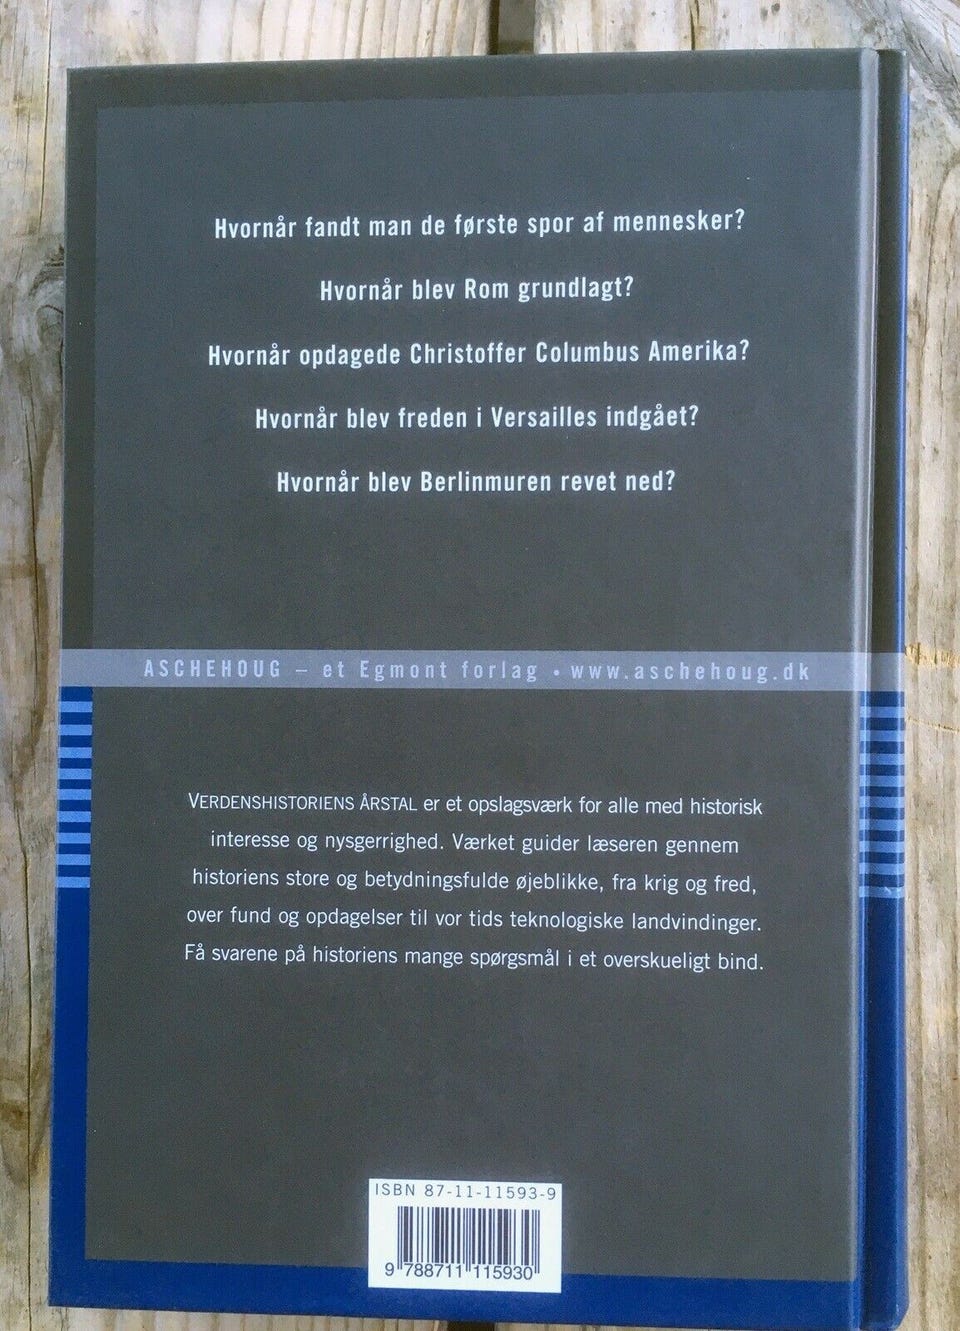 Hvornår fandt man de første spor af mennesker?
Hvornår blev Rom grundlagt?
Hvornår opdagede Christoffer Columbus Amerika?
Hvornår blev freden i Versailles indgået?
Hvornår blev Berlinmuren revet ned?
ASCHEHOUG – et Egmont forlag • www.aschehoug.dk
VERDENSHISTORIENS ÅRSTAL er et opslagsværk for alle med historisk
interesse og nysgerrighed. Værket guider læseren gennem
historiens store og betydningsfulde øjeblikke, fra krig og fred,
over fund og opdagelser til vor tids teknologiske landvindinger.
Få svarene på historiens mange spørgsmål i et overskueligt bind.
ISBN 87-11-11593-9
9 788711 115930